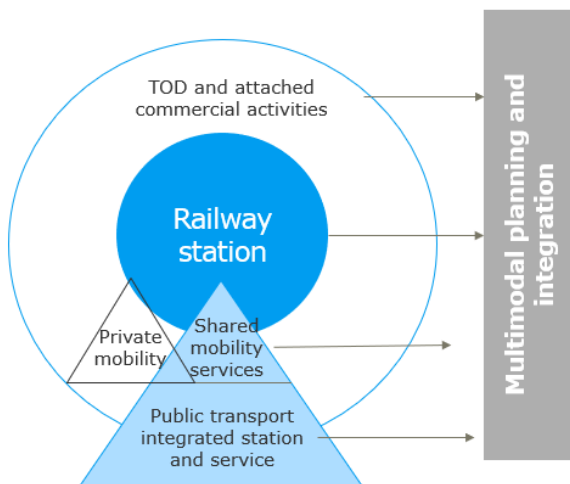 TOD and attached
commercial activities
Railway
station
Private
mobility
Shared
mobility
services
Public transport
integrated station
and service
Multimodal planning and
integration